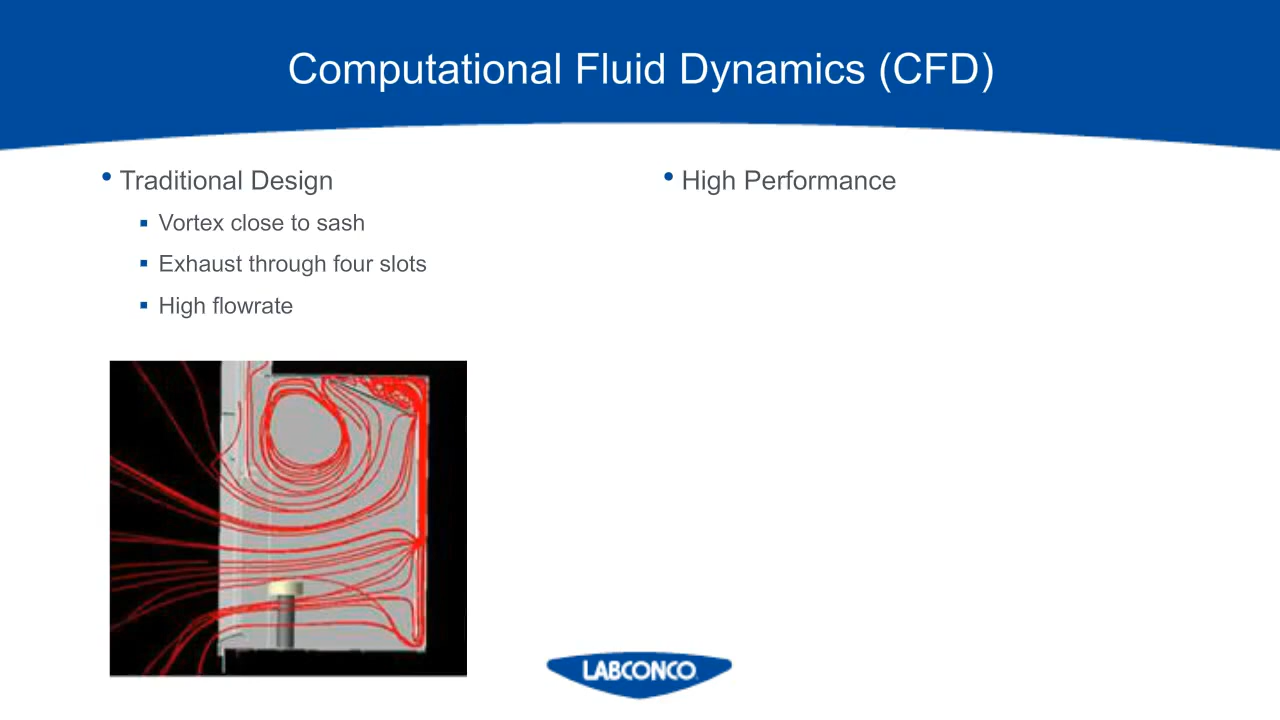 Computational Fluid Dynamics (CFD)
• Traditional Design
▪ Vortex close to sash
▪ Exhaust through four slots
▪ High flowrate
• High Performance
LABCONCO